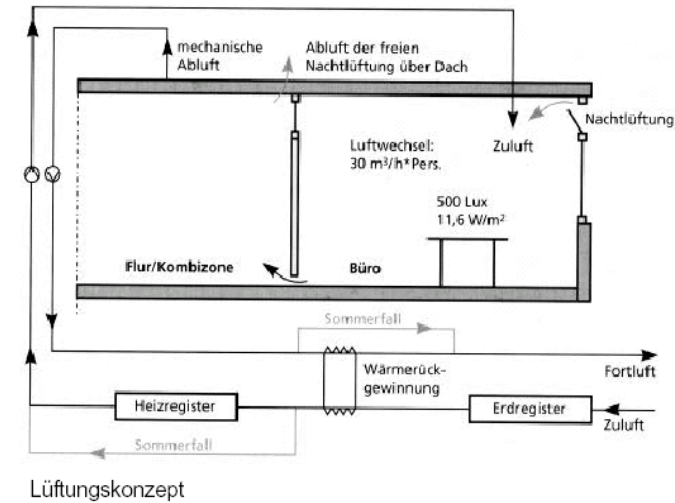 mechanische
Abluft
Abluft der freien
Nachtlüftung über Dach
Nachtlüftung
Luftwechsel:
30 m³/h*Pers.
Zuluft
500 Lux
11,6 W/m²
Flur/Kombizone
Büro
Sommerfall
Wärmerück-
gewinnung
Fortluft
Heizregister
Erdregister
Zuluft
Sommerfall
Lüftungskonzept